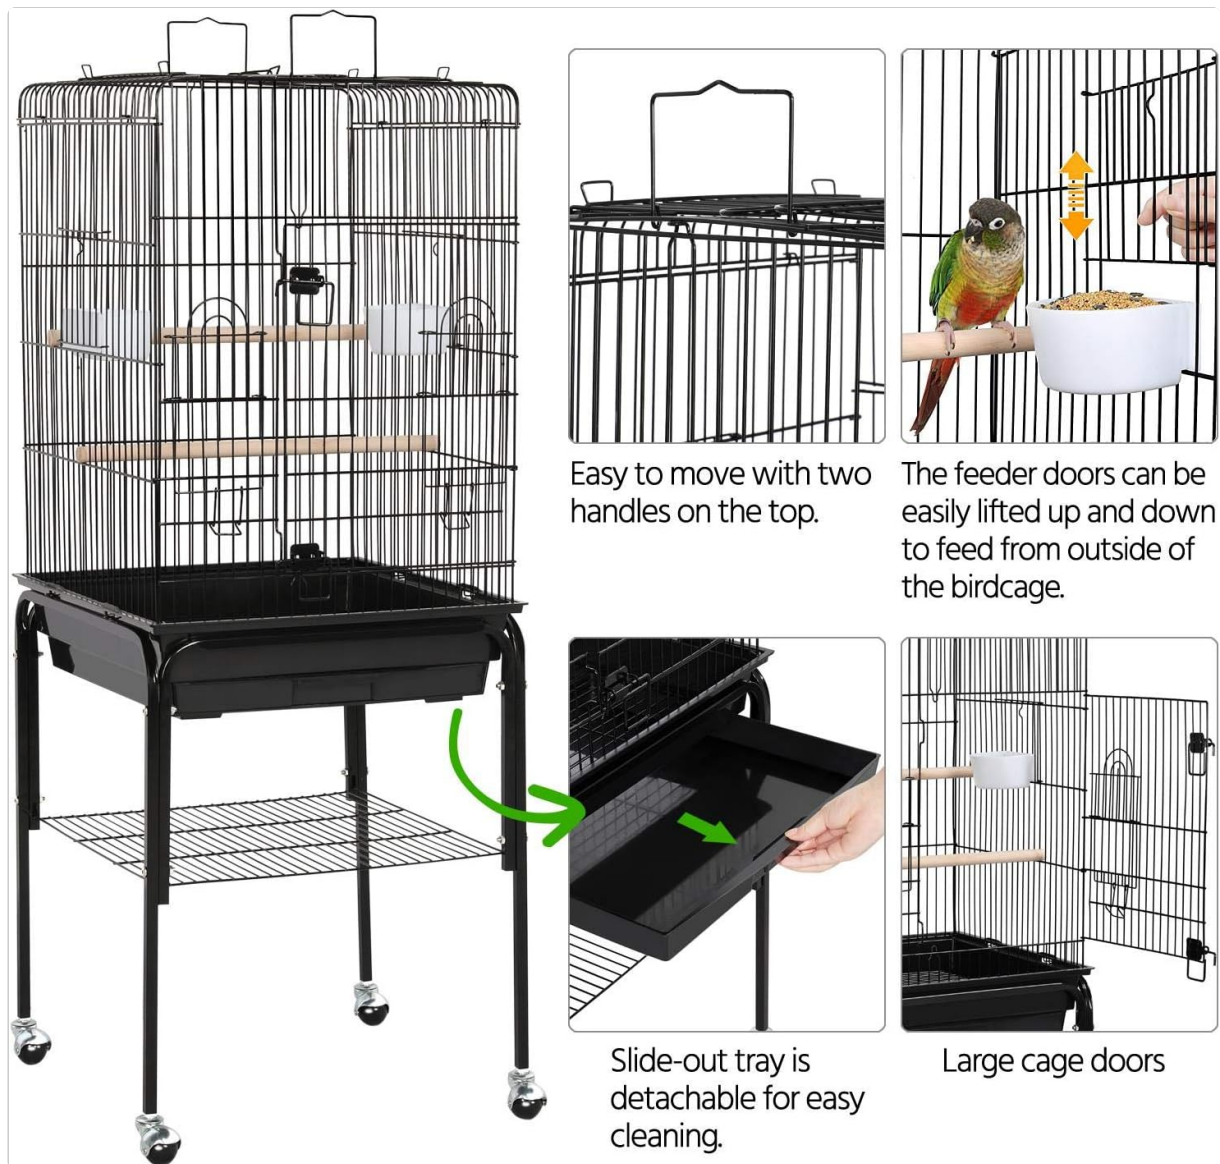 Easy to move with two
handles on the top.
The feeder doors can be
easily lifted up and down
to feed from outside of
the birdcage.
Slide-out tray is
detachable for easy
cleaning.
Large cage doors